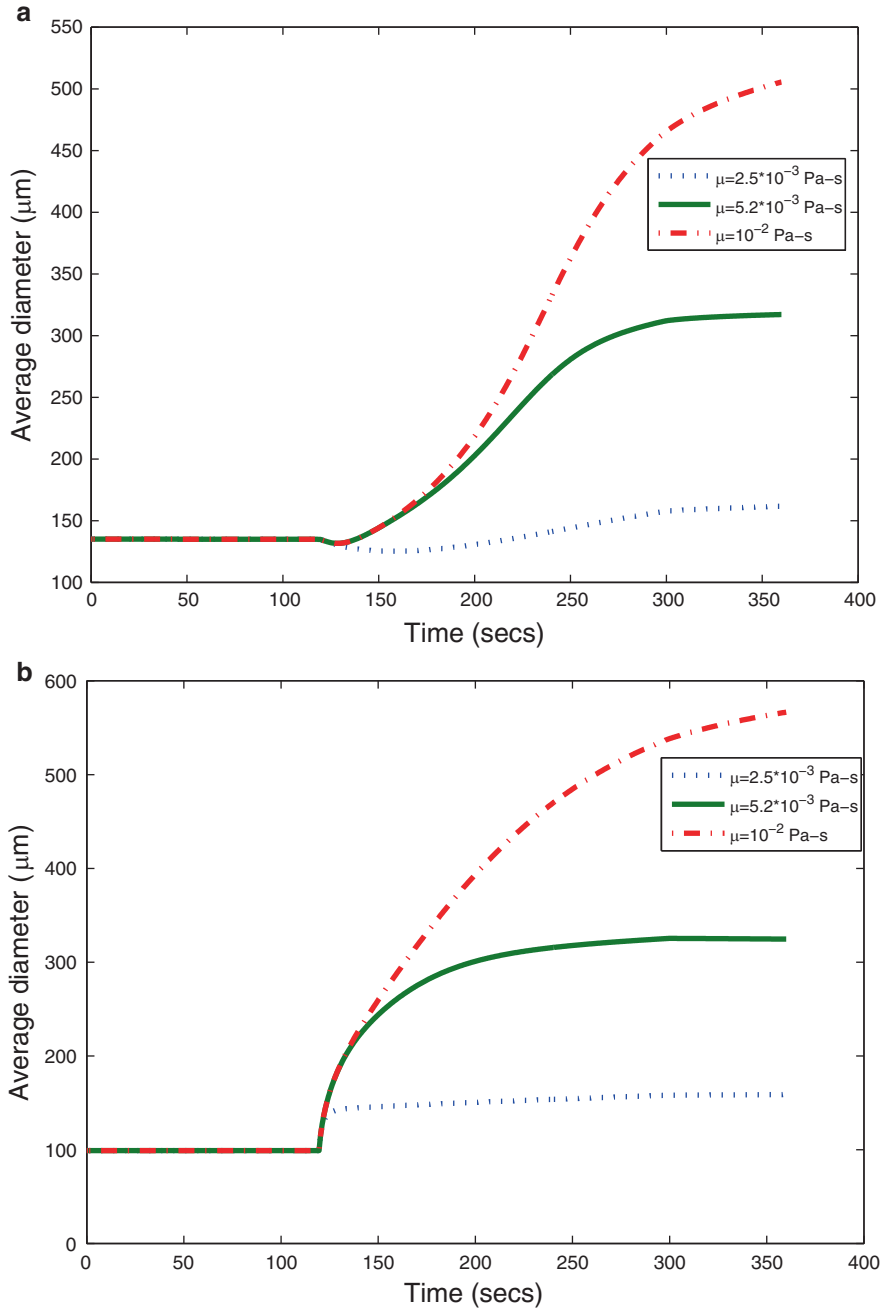 a
550
500
450
400
350
300
250
200
150
100
Average diameter (μm)
μ=2.5*10⁻³ Pa−s
μ=5.2*10⁻³ Pa−s
μ=10⁻² Pa−s
0 50 100 150 200 250 300 350 400
Time (secs)
b
600
500
400
300
200
100
0
Average diameter (μm)
μ=2.5*10⁻³ Pa−s
μ=5.2*10⁻³ Pa−s
μ=10⁻² Pa−s
0 50 100 150 200 250 300 350 400
Time (secs)